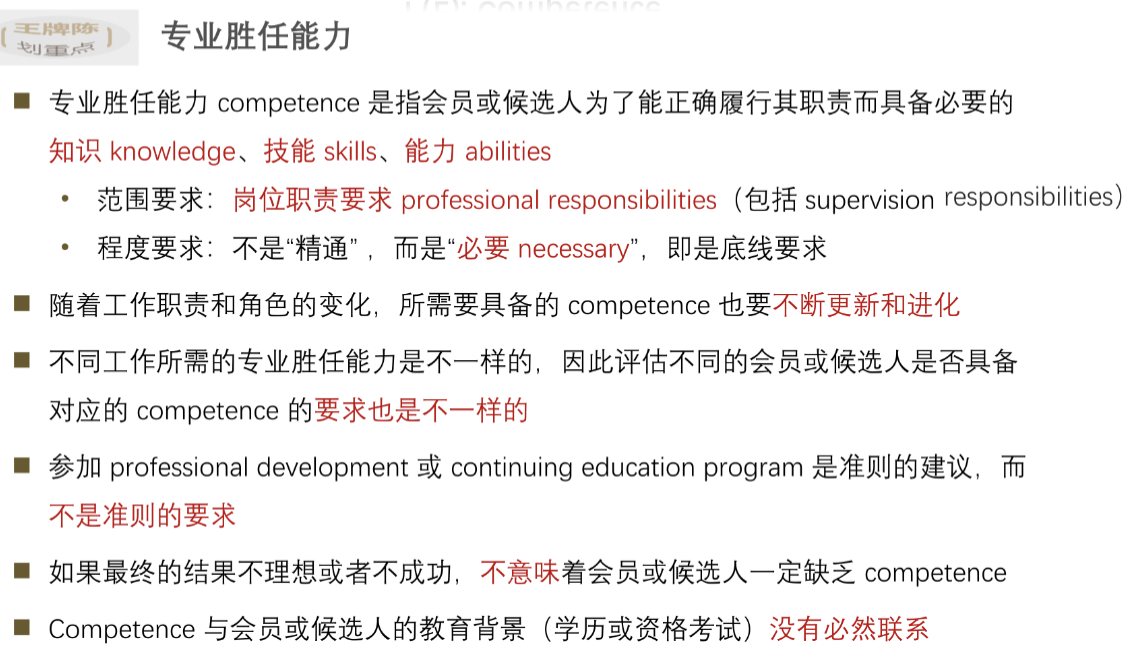 I(E): Competence
王牌陈
划重点
专业胜任能力
■ 专业胜任能力 competence 是指会员或候选人为了能正确履行其职责而具备必要的
知识 knowledge、技能 skills、能力 abilities
• 范围要求：岗位职责要求 professional responsibilities（包括 supervision responsibilities）
• 程度要求：不是“精通”，而是“必要 necessary”，即是底线要求
■ 随着工作职责和角色的变化，所需要具备的 competence 也要不断更新和进化
■ 不同工作所需的专业胜任能力是不一样的，因此评估不同的会员或候选人是否具备
对应的 competence 的要求也是不一样的
■ 参加 professional development 或 continuing education program 是准则的建议，而
不是准则的要求
■ 如果最终的结果不理想或者不成功，不意味着会员或候选人一定缺乏 competence
■ Competence 与会员或候选人的教育背景（学历或资格考试）没有必然联系